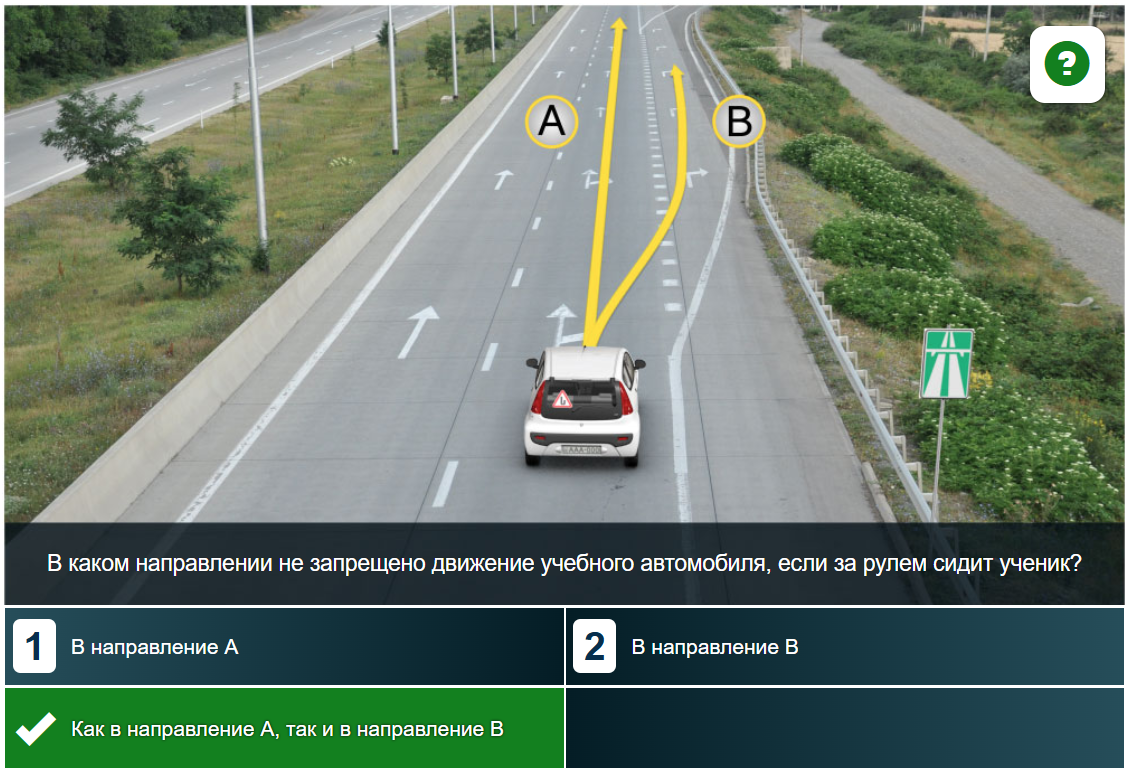 A
B
?
В каком направлении не запрещено движение учебного автомобиля, если за рулем сидит ученик?
1
В направление А
2
В направление В
Как в направление А, так и в направление В